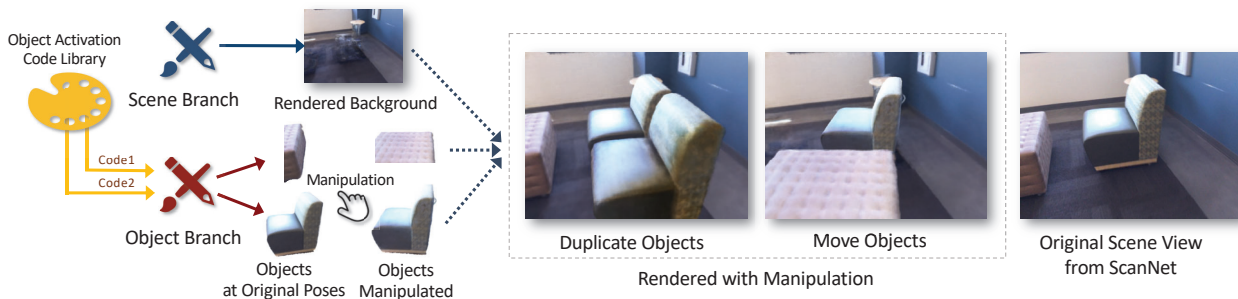 Object Activation
Code Library
Scene Branch
Rendered Background
Code1
Code2
Manipulation
Object Branch
Objects
at Original Poses
Objects
Manipulated
Duplicate Objects
Move Objects
Rendered with Manipulation
Original Scene View
from ScanNet